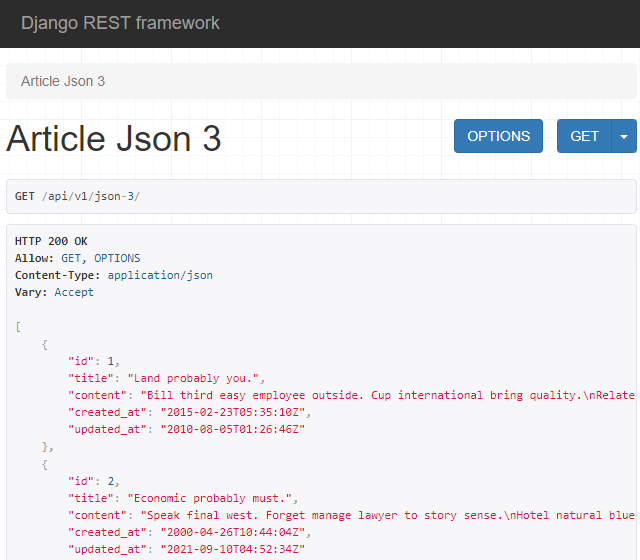 Django REST framework
Article Json 3
Article Json 3
OPTIONS
GET
GET /api/v1/json-3/
HTTP 200 OK
Allow: GET, OPTIONS
Content-Type: application/json
Vary: Accept
[
{
"id": 1,
"title": "Land probably you.",
"content": "Bill third easy employee outside. Cup international bring quality.\nRelate
"created_at": "2015-02-23T05:35:10Z",
"updated_at": "2010-08-05T01:26:46Z"
},
{
"id": 2,
"title": "Economic probably must.",
"content": "Speak final west. Forget manage lawyer to story sense.\nHotel natural blue
"created_at": "2000-04-26T10:44:04Z",
"updated_at": "2021-09-10T04:52:34Z"